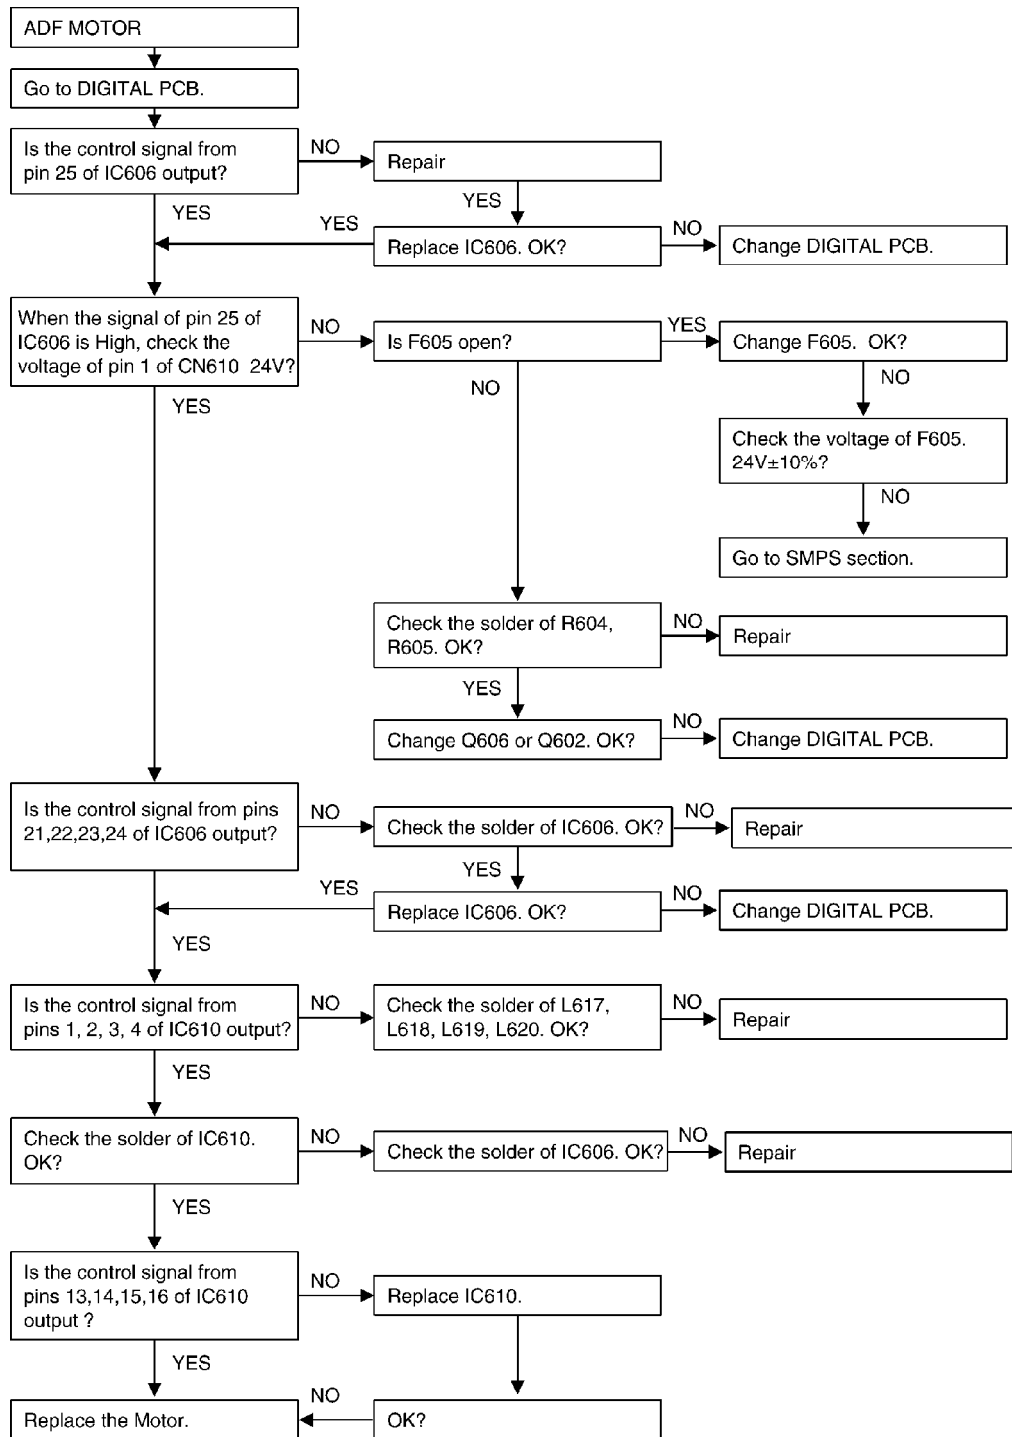 ADF MOTOR
Go to DIGITAL PCB.
Is the control signal from
pin 25 of IC606 output?
NO
Repair
YES
YES
YES
Replace IC606. OK?
NO
Change DIGITAL PCB.
When the signal of pin 25 of
IC606 is High, check the
voltage of pin 1 of CN610 24V?
NO
Is F605 open?
YES
Change F605. OK?
YES
NO
NO
Check the voltage of F605.
24V±10%?
NO
Go to SMPS section.
Check the solder of R604,
R605. OK?
NO
Repair
YES
Change Q606 or Q602. OK?
NO
Change DIGITAL PCB.
Is the control signal from pins
21,22,23,24 of IC606 output?
NO
Check the solder of IC606. OK?
NO
Repair
YES
YES
Replace IC606. OK?
NO
Change DIGITAL PCB.
YES
Is the control signal from
pins 1, 2, 3, 4 of IC610 output?
NO
Check the solder of L617,
L618, L619, L620. OK?
NO
Repair
YES
Check the solder of IC610.
OK?
NO
Check the solder of IC606. OK?
NO
Repair
YES
Is the control signal from
pins 13,14,15,16 of IC610
output ?
NO
Replace IC610.
YES
Replace the Motor.
NO
OK?